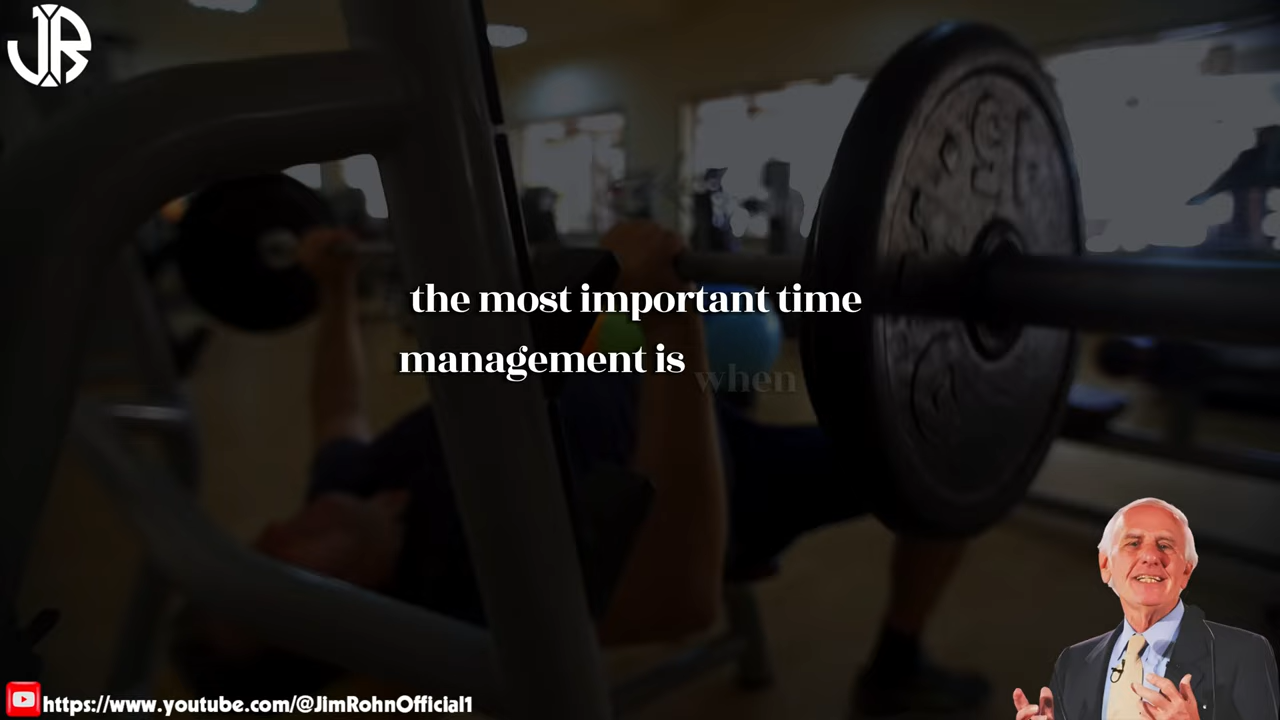 JR
the most important time
management is when
https://www.youtube.com/@JimRohnOfficial1